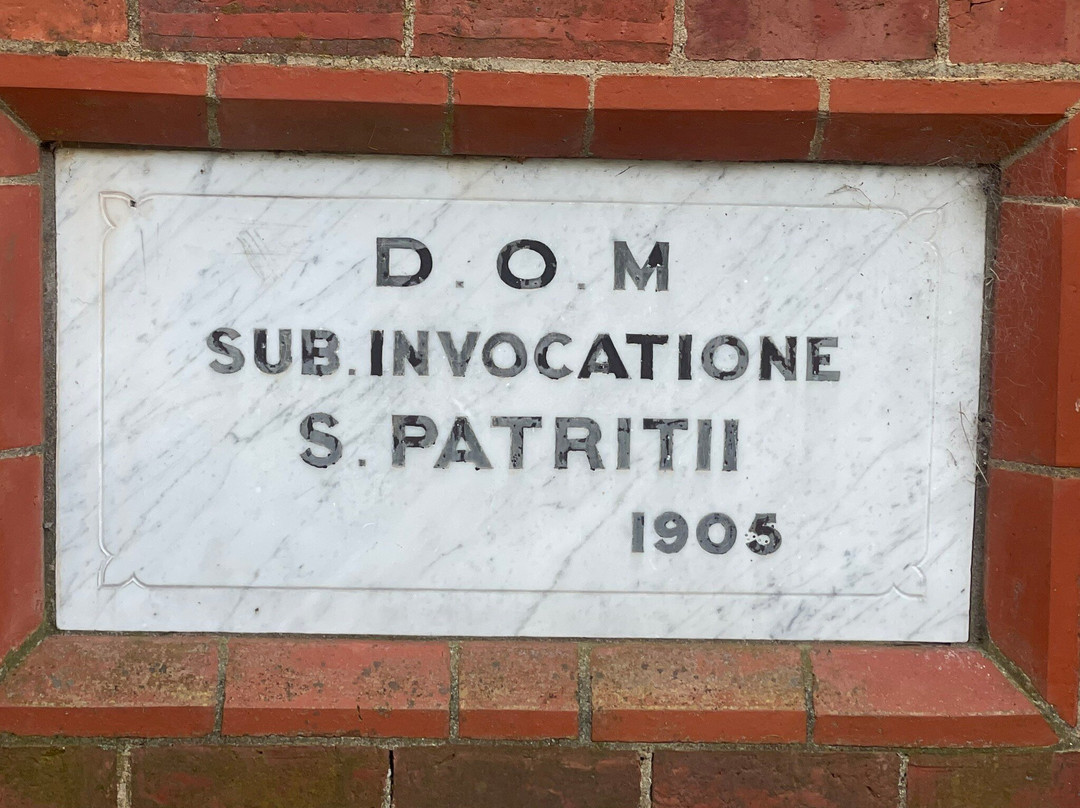 D.O.M
SUB.INVOCATIONE
S.PATRITII
1905